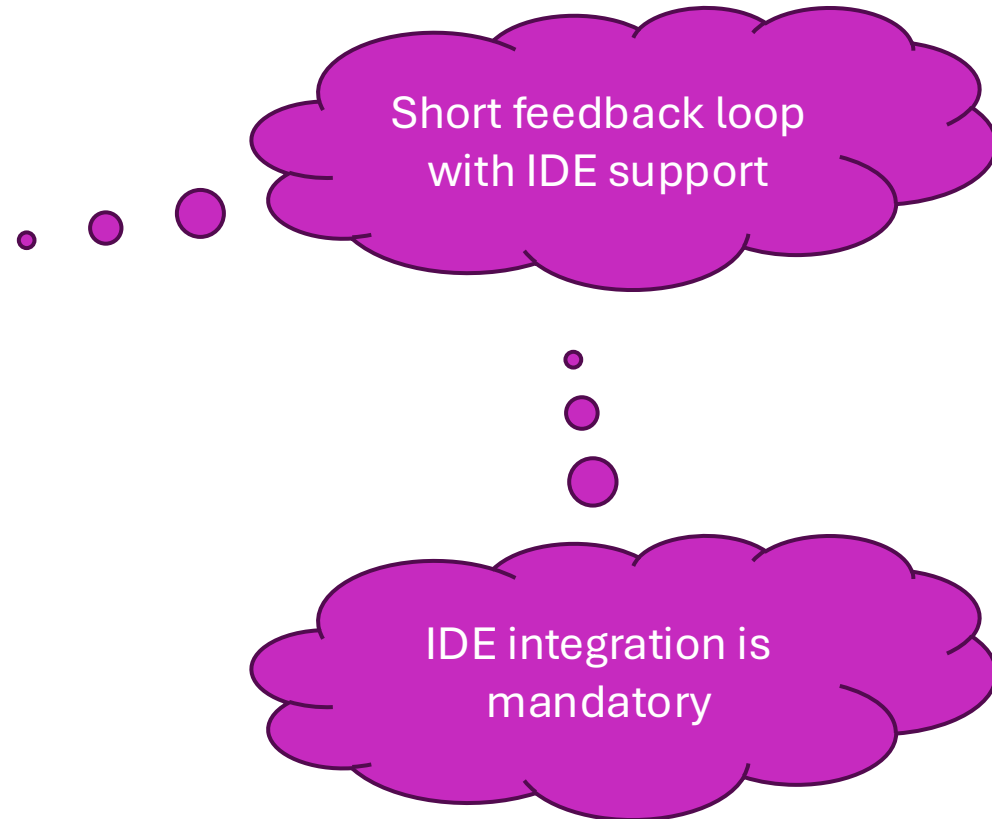 Short feedback loop
with IDE support
IDE integration is
mandatory